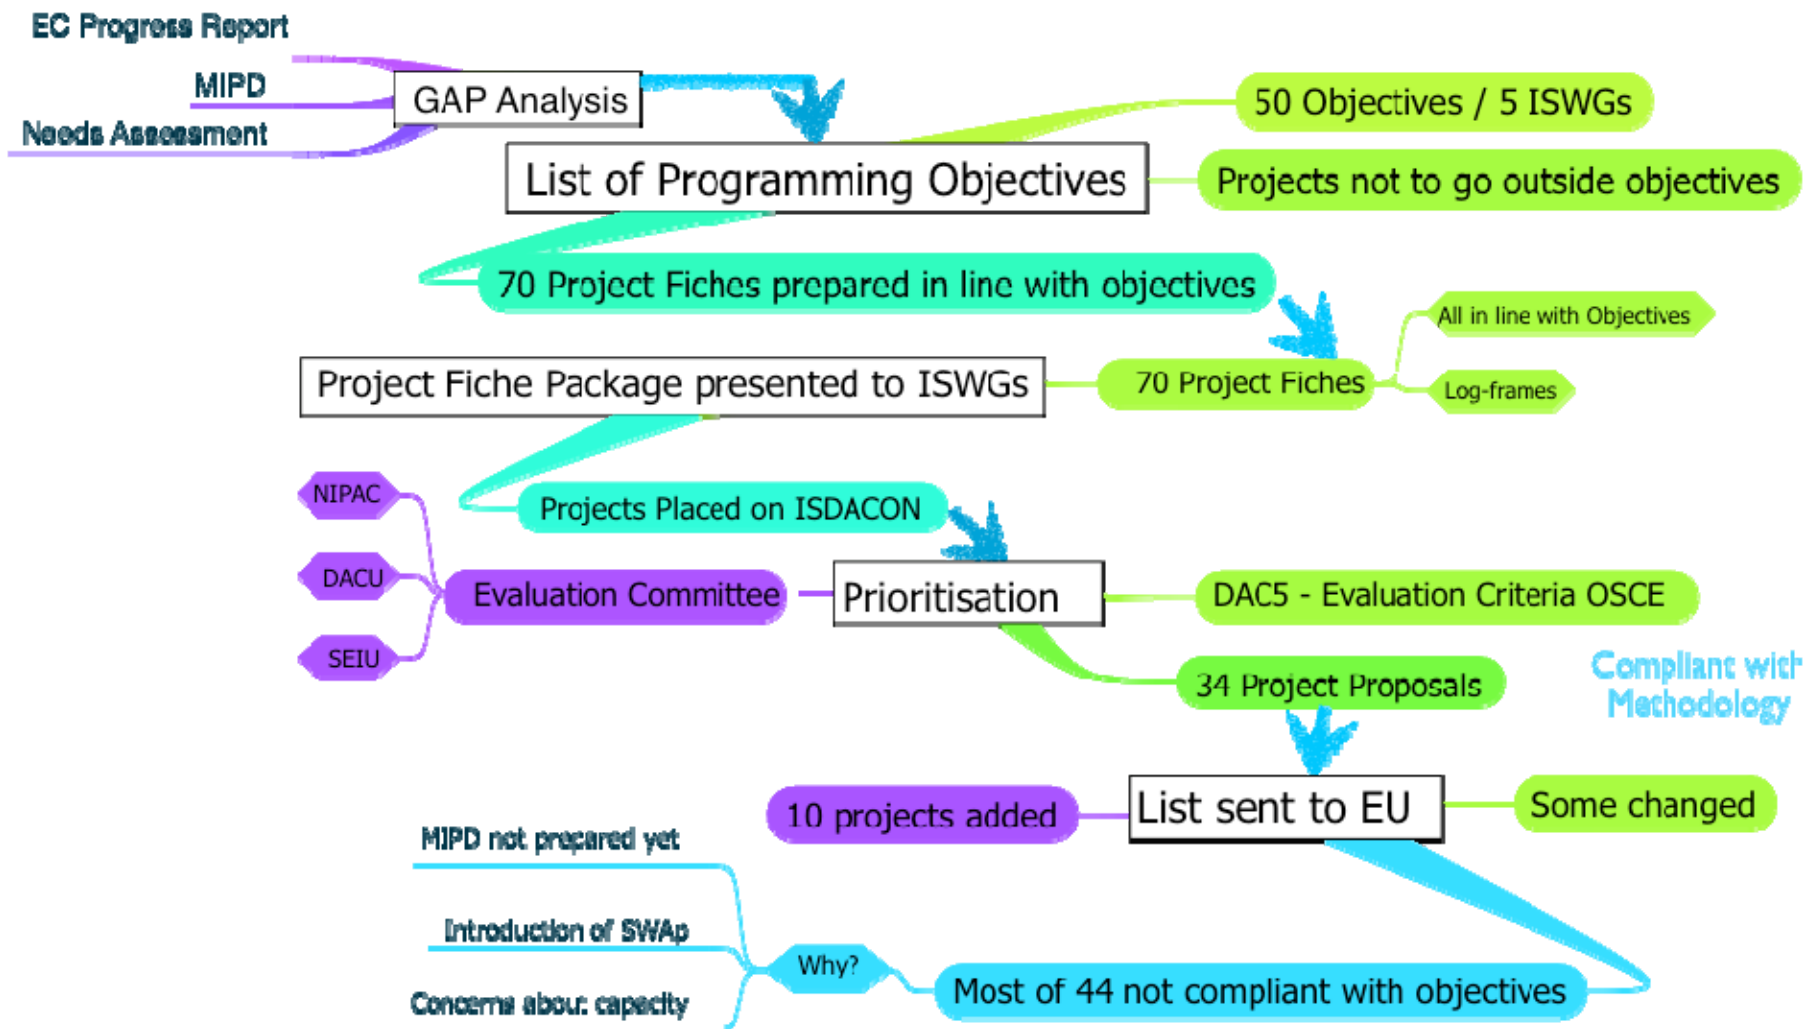 EC Progress Report
MIPD
Needs Assessment
GAP Analysis
50 Objectives / 5 ISWGs
List of Programming Objectives
Projects not to go outside objectives
70 Project Fiches prepared in line with objectives
All in line with Objectives
Project Fiche Package presented to ISWGs
70 Project Fiches
Log-frames
NIPAC
Projects Placed on ISDACON
DACU
Evaluation Committee
Prioritisation
DAC5 - Evaluation Criteria OSCE
SEIU
34 Project Proposals
Compliant with
Methodology
10 projects added
List sent to EU
Some changed
MIPD not prepared yet
Introduction of SWAp
Why?
Concerns about capacity
Most of 44 not compliant with objectives